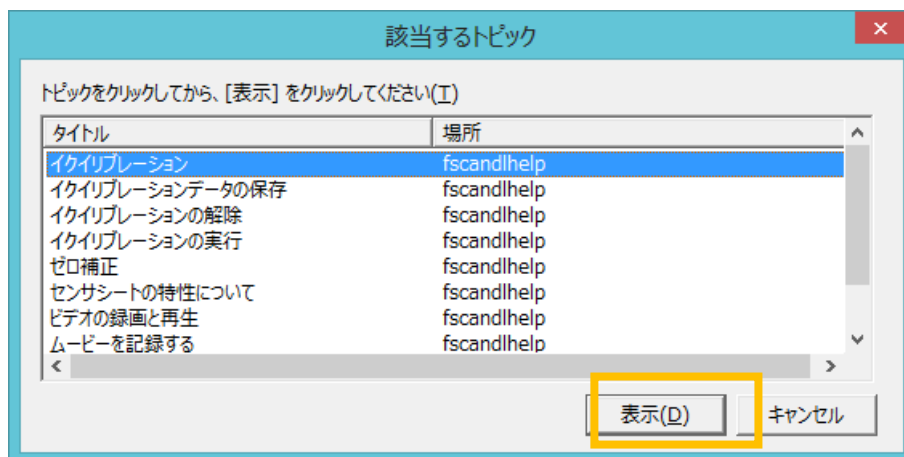 該当するトピック
トピックをクリックしてから、[表示] をクリックしてください(T)
タイトル 場所
イクイリブレーション fscandlhelp
イクイリブレーションデータの保存 fscandlhelp
イクイリブレーションの解除 fscandlhelp
イクイリブレーションの実行 fscandlhelp
ゼロ補正 fscandlhelp
センサシートの特性について fscandlhelp
ビデオの録画と再生 fscandlhelp
ムービーを記録する fscandlhelp
表示(D) キャンセル